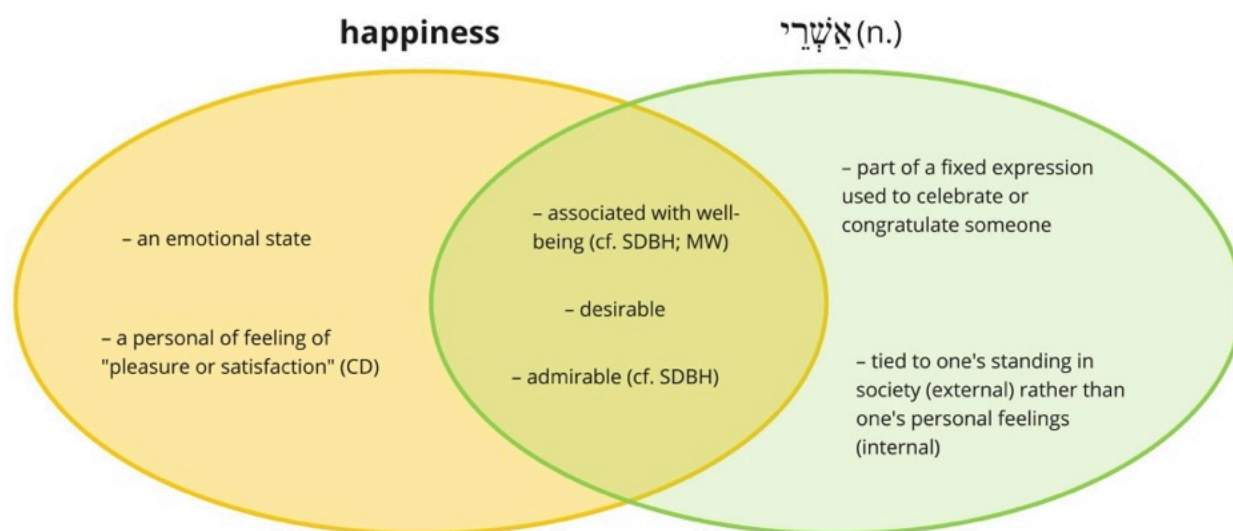 happiness
אַשְׁרֵי (n.)
– an emotional state
– a personal of feeling of
"pleasure or satisfaction" (CD)
– associated with well-
being (cf. SDBH; MW)
– desirable
– admirable (cf. SDBH)
– part of a fixed expression
used to celebrate or
congratulate someone
– tied to one's standing in
society (external) rather than
one's personal feelings
(internal)